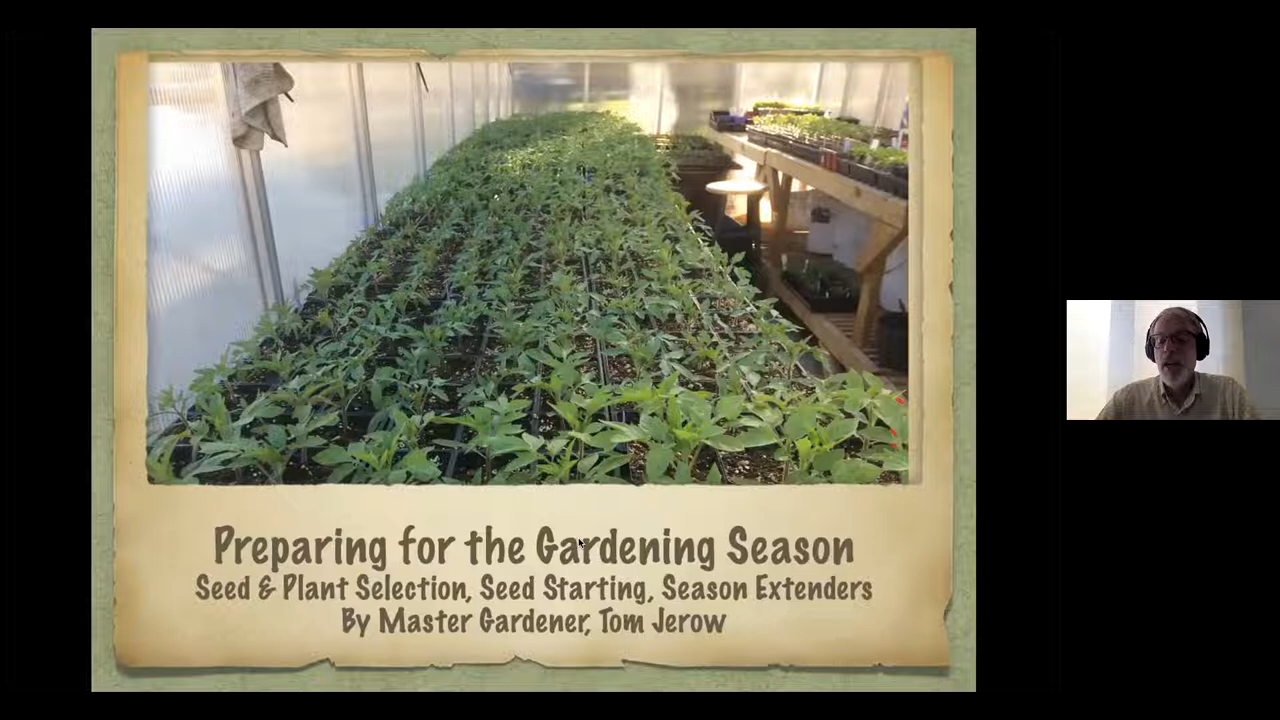 Preparing for the Gardening Season
Seed & Plant Selection, Seed Starting, Season Extenders
By Master Gardener, Tom Jerow